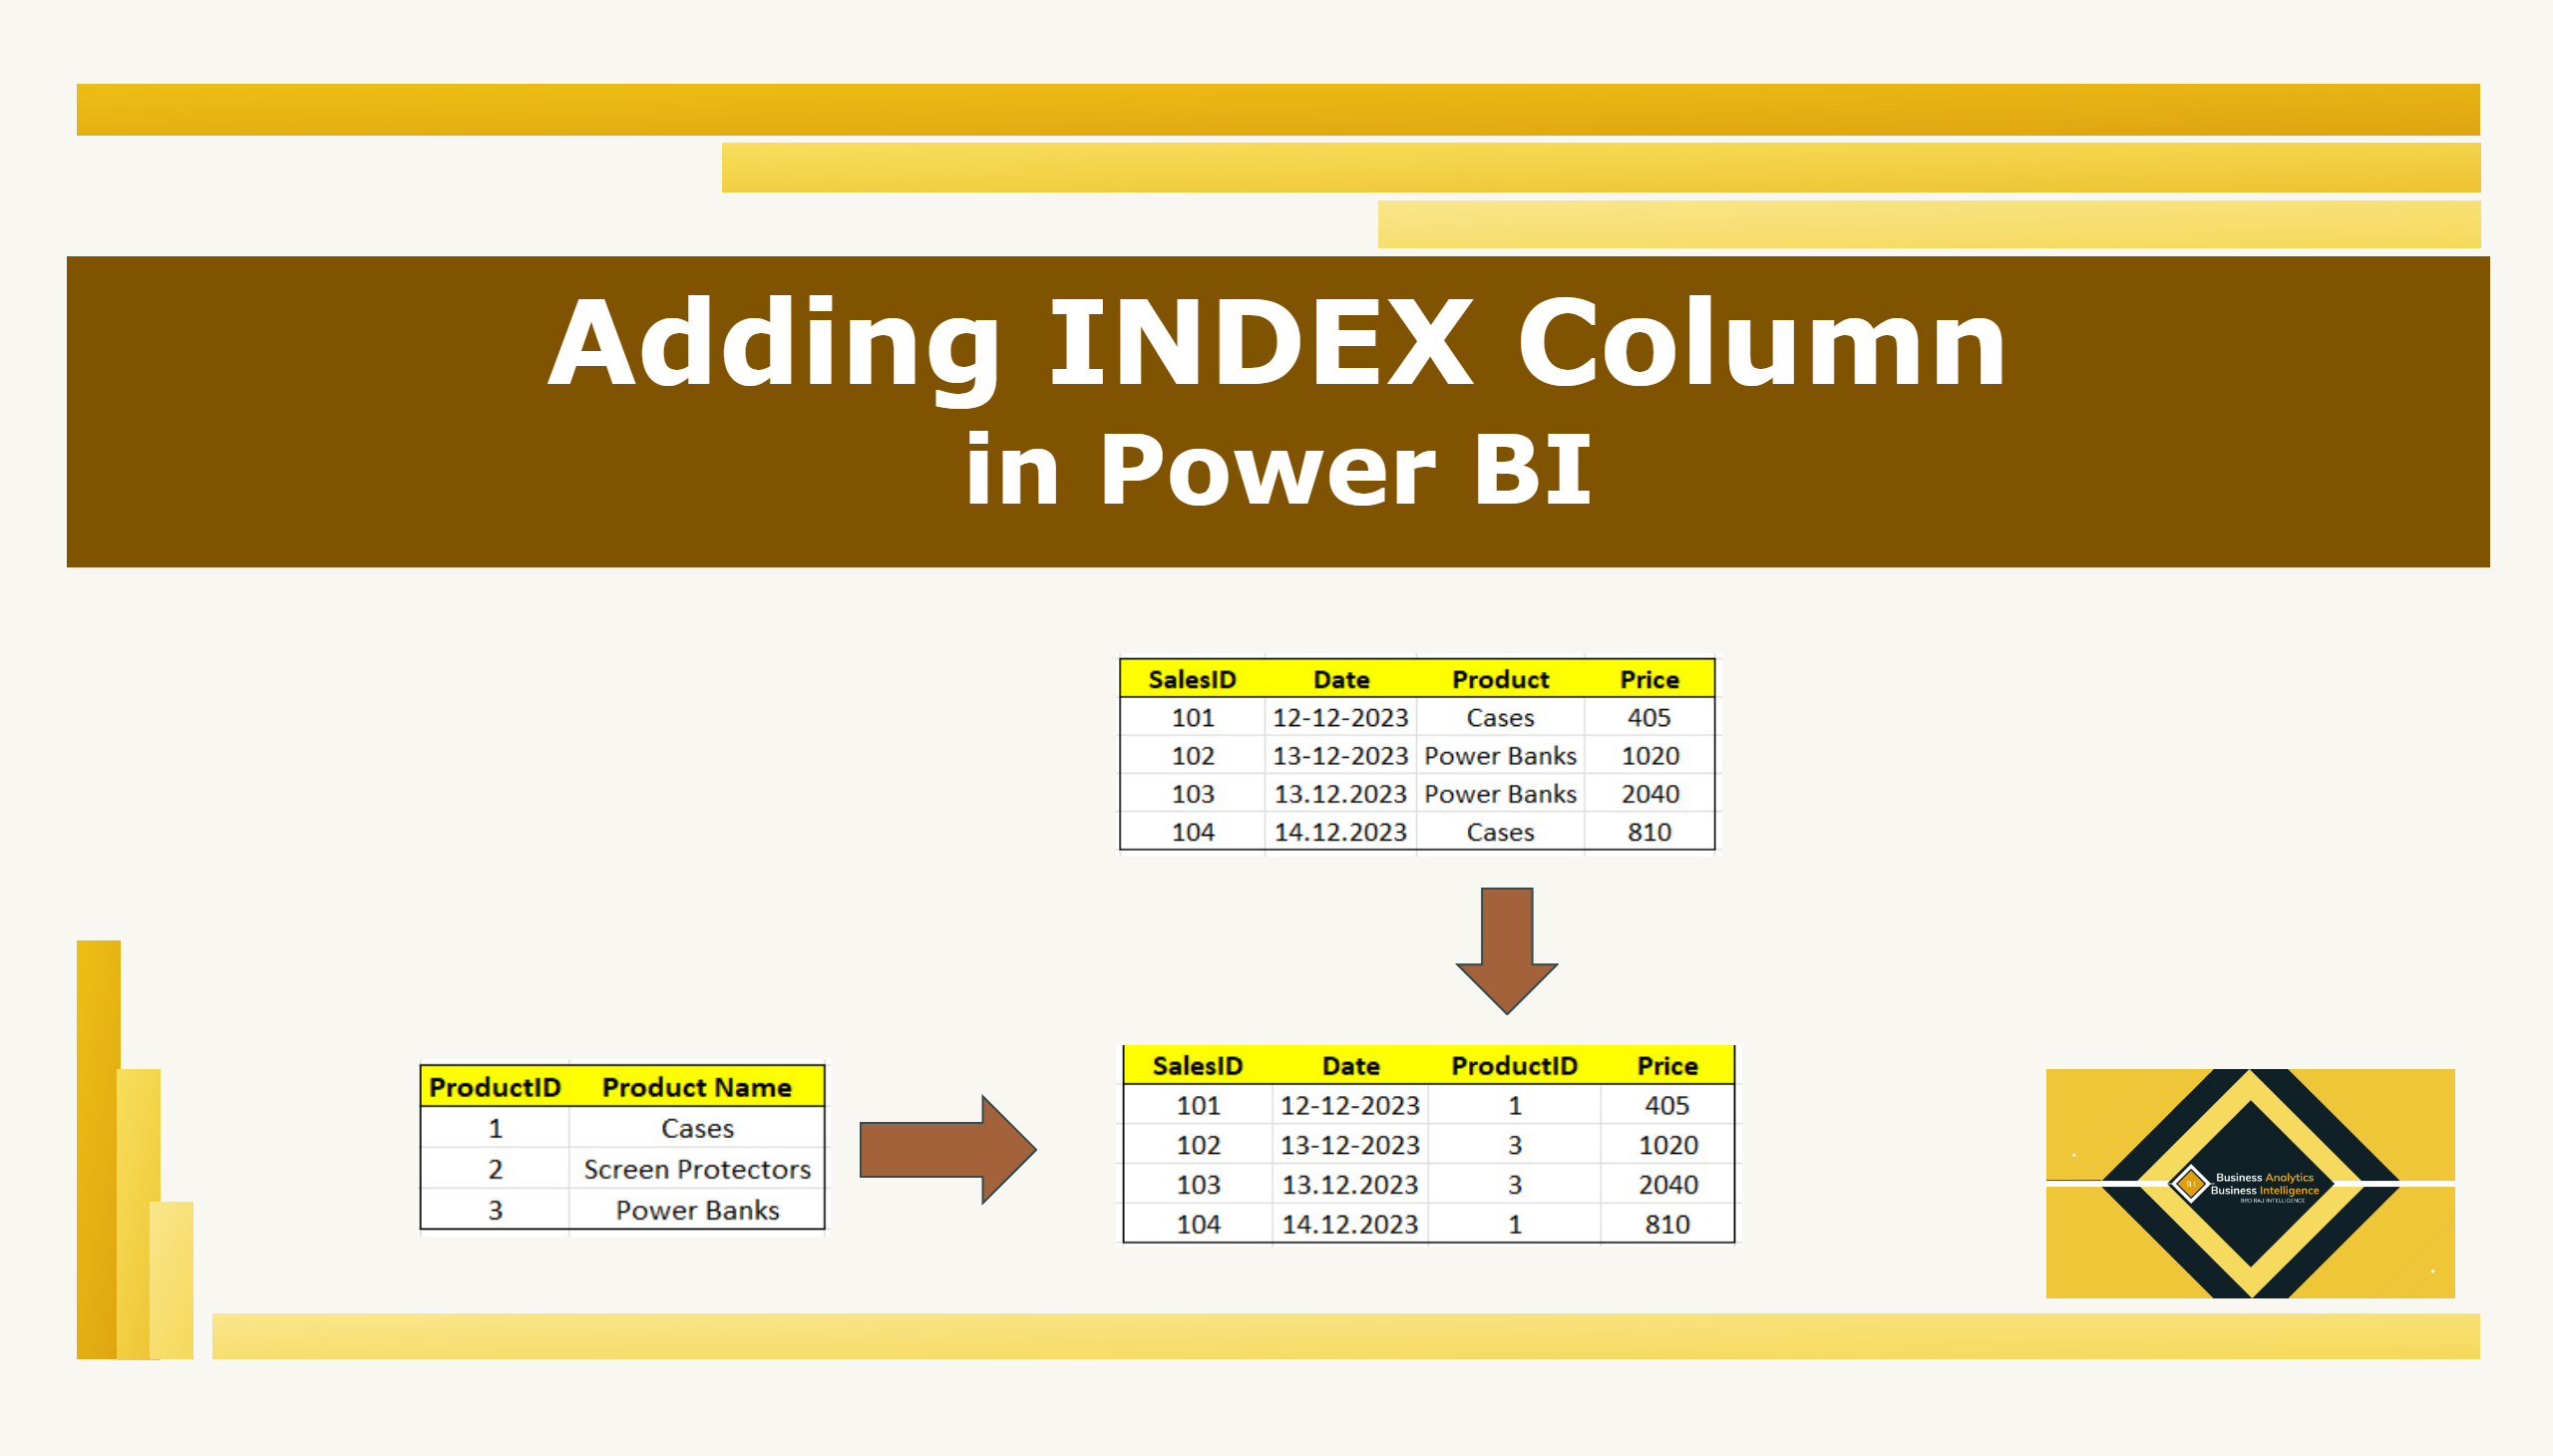 Adding INDEX Column
in Power BI
SalesID Date Product Price
101 12-12-2023 Cases 405
102 13-12-2023 Power Banks 1020
103 13.12.2023 Power Banks 2040
104 14.12.2023 Cases 810
ProductID Product Name
1 Cases
2 Screen Protectors
3 Power Banks
SalesID Date ProductID Price
101 12-12-2023 1 405
102 13-12-2023 3 1020
103 13.12.2023 3 2040
104 14.12.2023 1 810
Business Analytics
Business Intelligence